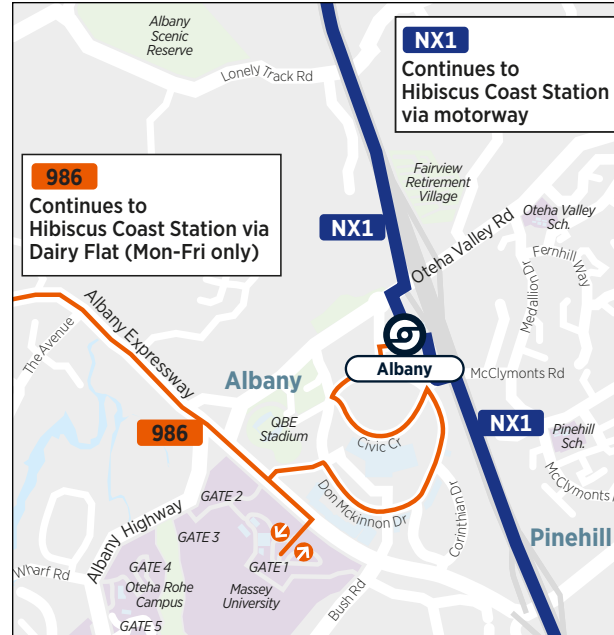 Albany
Scenic
Reserve
Lonely Track Rd
NX1
Continues to
Hibiscus Coast Station
via motorway
986
Continues to
Hibiscus Coast Station via
Dairy Flat (Mon-Fri only)
Fairview
Retirement
Village
NX1
Oteha Valley Rd
Oteha Valley
Sch.
Fernhill Way
Medallion Dr
The Avenue
Albany Expressway
Albany
Albany
McClymonts Rd
986
QBE
Stadium
Civic Cr
NX1
Pinehill
Sch.
McClymonts R
Don Mckinnon Dr
Corinthian Dr
Pinehill
Albany Highway
GATE 2
GATE 3
GATE 1
Massey
University
Bush Rd
Wharf Rd
GATE 4
Oteha Rohe
Campus
GATE 5